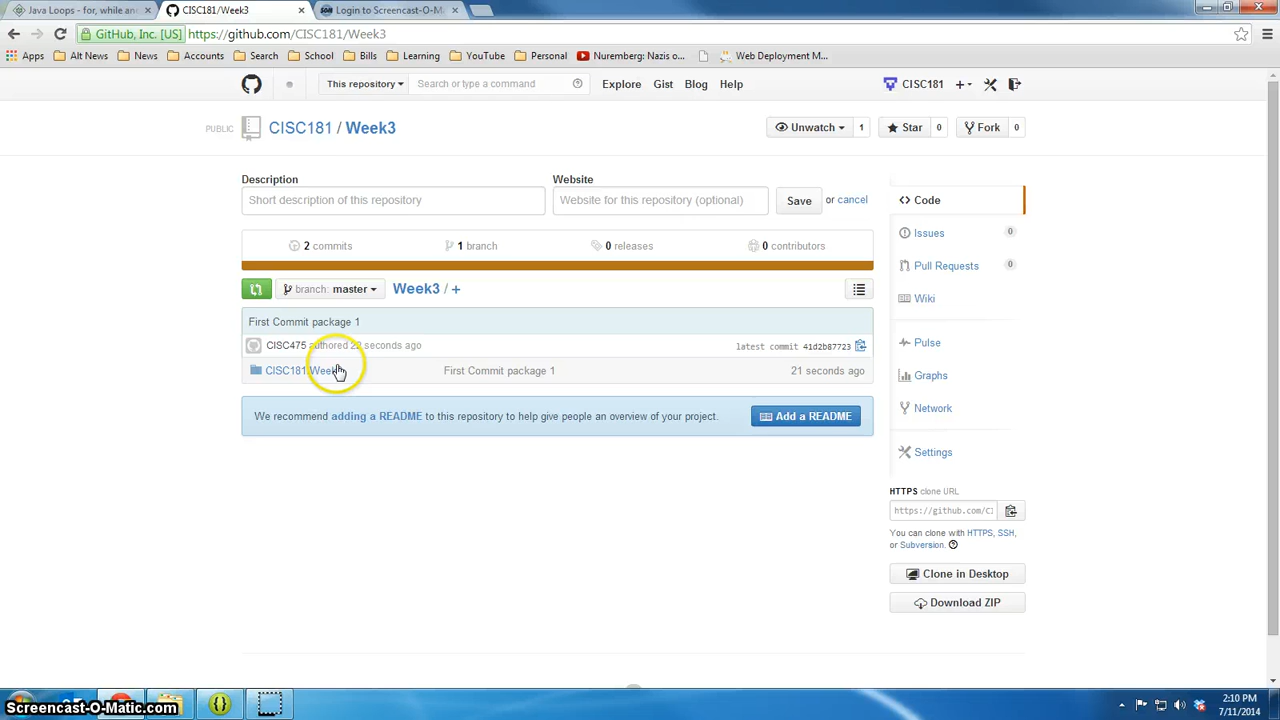 Java Loops - for, while an
CISC181/Week3
Login to Screencast-O-Ma
GitHub, Inc. [US] https://github.com/CISC181/Week3
Apps Alt News News Accounts Search School Bills Learning YouTube Personal Nuremberg: Nazis o Web Deployment M...
This repository Search or type a command Explore Gist Blog Help CISC181 +
PUBLIC CISC181 / Week3 Unwatch 1 Star 0 Fork 0
Description Website
Short description of this repository Website for this repository (optional) Save or cancel
2 commits 1 branch 0 releases 0 contributors
branch: master Week3 / +
First Commit package 1
CISC475 authored 22 seconds ago latest commit 41d2b87723
First Commit package 1 21 seconds ago
We recommend adding a README to this repository to help give people an overview of your project. Add a README
Code
Issues 0
Pull Requests 0
Wiki
Pulse
Graphs
Network
Settings
HTTPS clone URL
https://github.com/CI
You can clone with HTTPS, SSH,
or Subversion.
Clone in Desktop
Download ZIP
Screencast-O-Matic.com
2:10 PM
7/11/2014